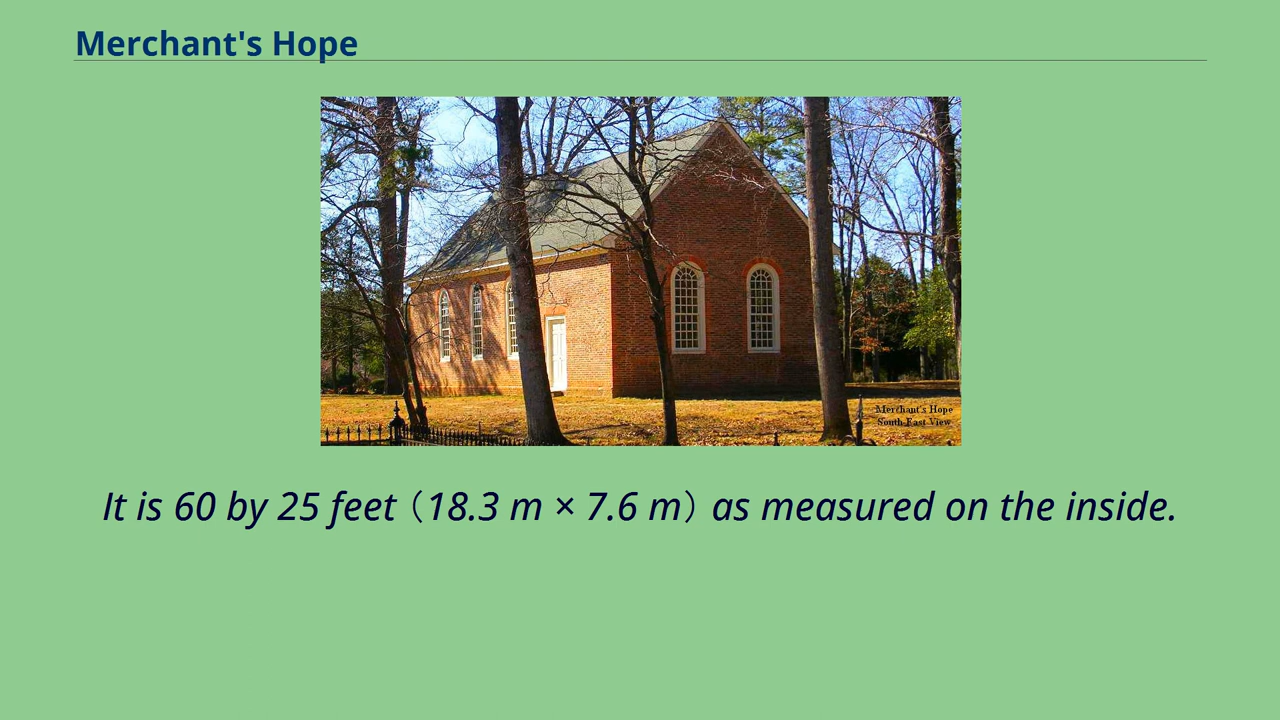 Merchant's Hope
Merchant's Hope
South East View
It is 60 by 25 feet (18.3 m × 7.6 m) as measured on the inside.